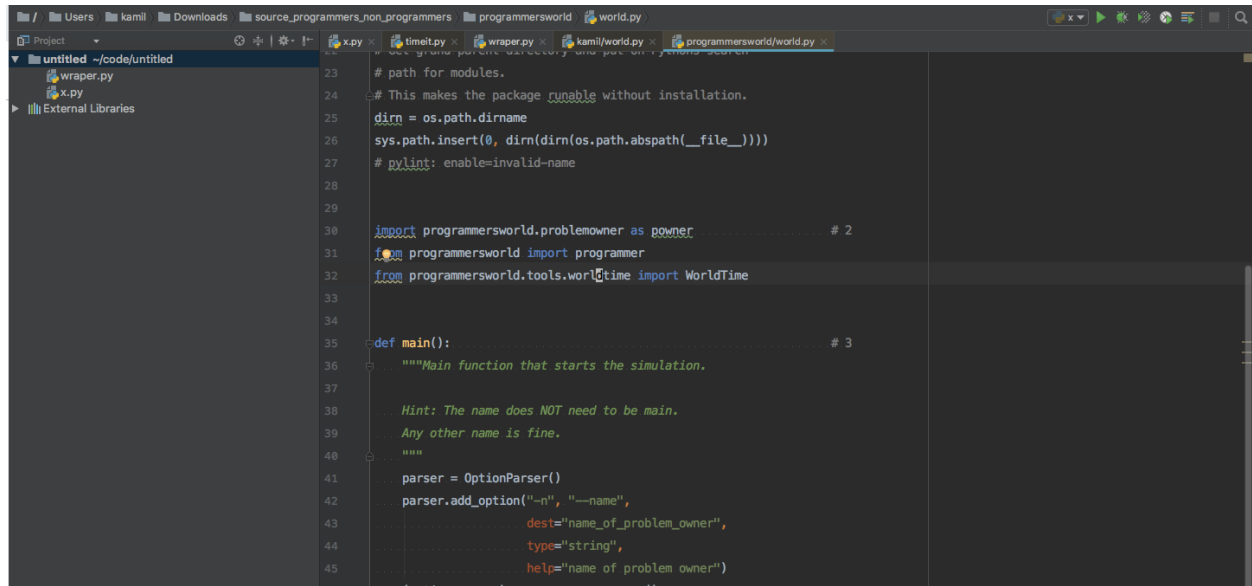 / Users kamil Downloads source_programmers_non_programmers programmersworld world.py x
Project
x.py timeit.py wraper.py kamil/world.py programmersworld/world.py
untitled ~/code/untitled
wraper.py
x.py
External Libraries
23 # path for modules.
24 # This makes the package runable without installation.
25 dirn = os.path.dirname
26 sys.path.insert(0, dirn(dirn(os.path.abspath(__file__))))
27 # pylint: enable=invalid-name
28
29
30 import programmersworld.problemowner as powner # 2
31 from programmersworld import programmer
32 from programmersworld.tools.worldtime import WorldTime
33
34
35 def main(): # 3
36 """Main function that starts the simulation.
37
38 Hint: The name does NOT need to be main.
39 Any other name is fine.
40 """
41 parser = OptionParser()
42 parser.add_option("-n", "--name",
43 dest="name_of_problem_owner",
44 type="string",
45 help="name of problem owner")